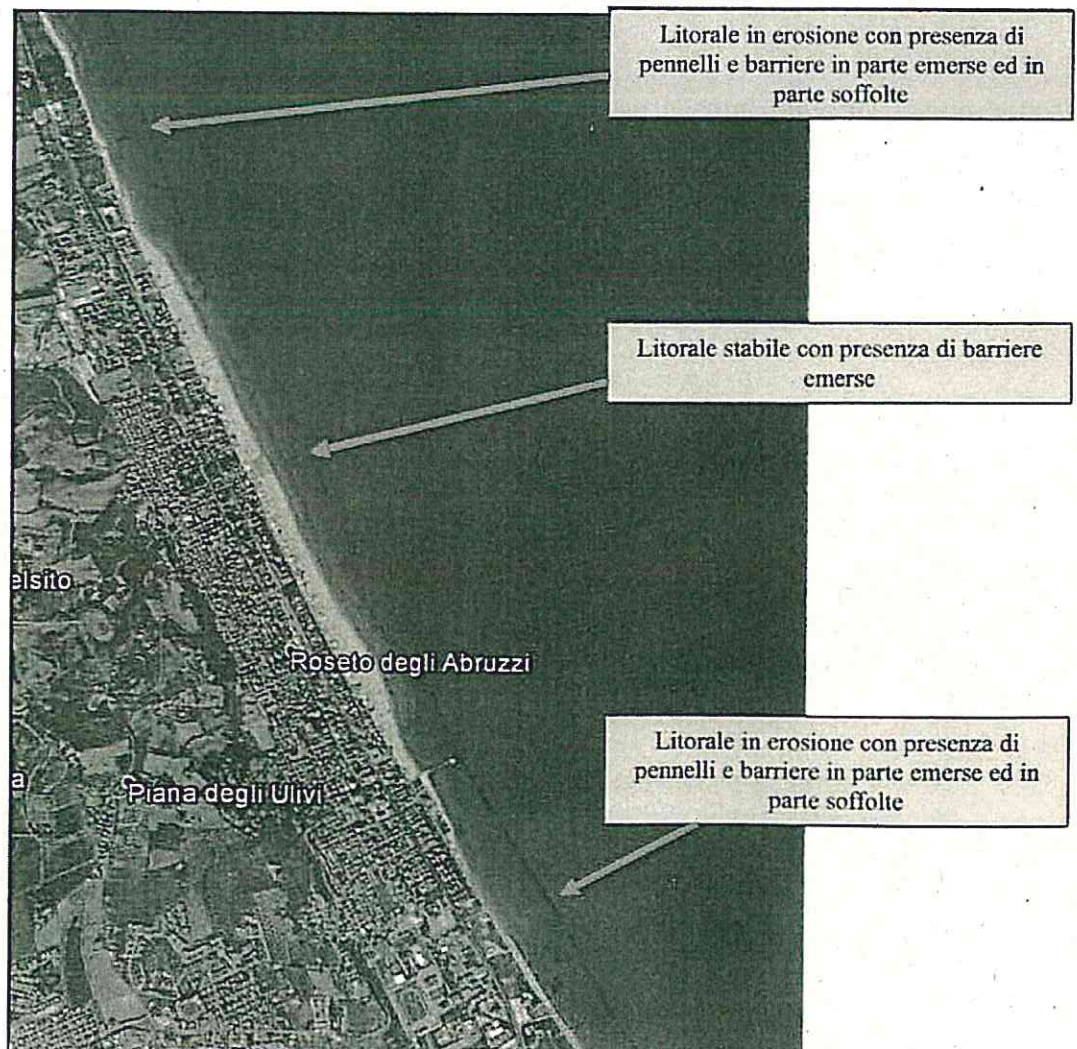 Litorale in erosione con presenza di
pennelli e barriere in parte emerse ed in
parte soffolte
Litorale stabile con presenza di barriere
emerse
elsito
Roseto degli Abruzzi
a
Piana degli Ulivi
Litorale in erosione con presenza di
pennelli e barriere in parte emerse ed in
parte soffolte